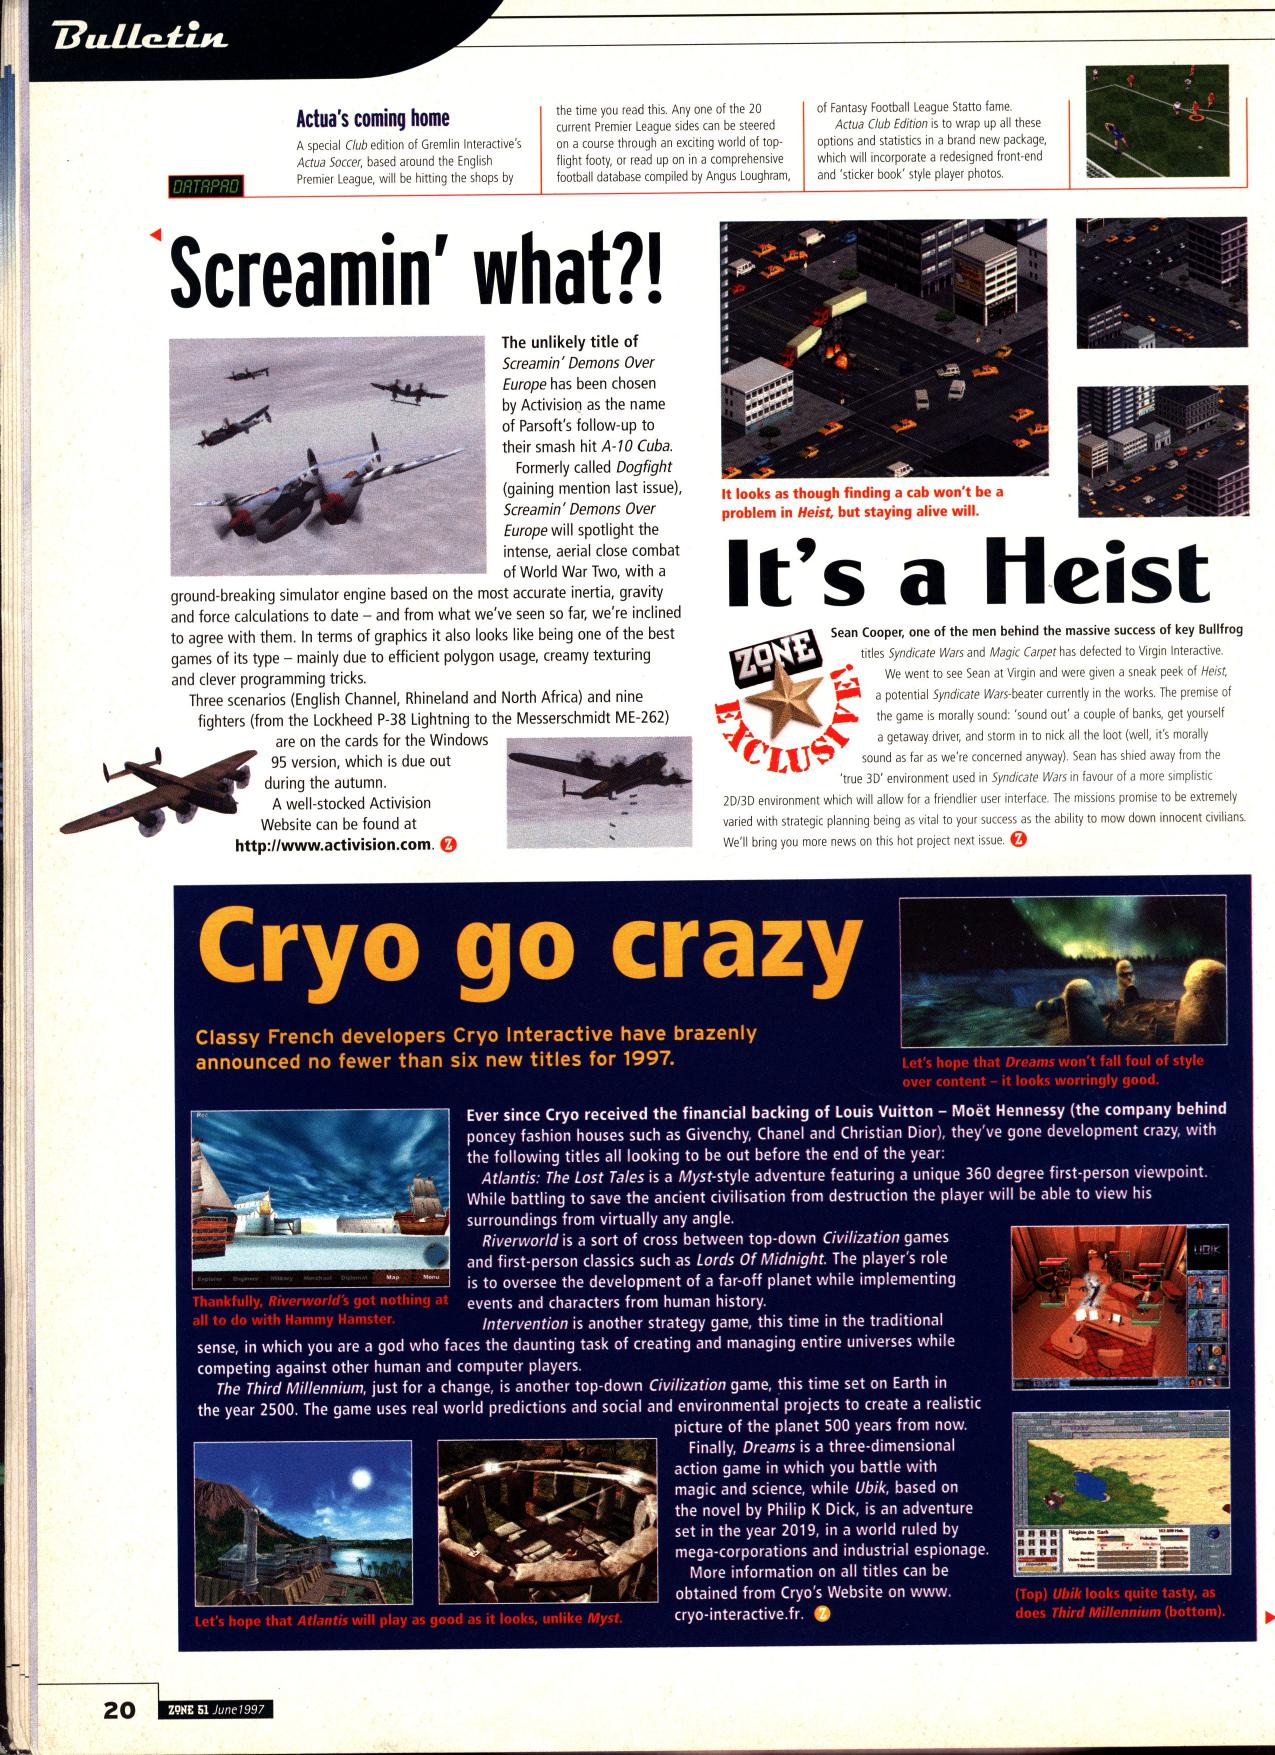 Bulletin
Actua's coming home
A special Club edition of Gremlin Interactive's
Actua Soccer, based around the English
Premier League, will be hitting the shops by
the time you read this. Any one of the 20
current Premier League sides can be steered
on a course through an exciting world of top-
flight footy, or read up on in a comprehensive
football database compiled by Angus Loughram,
of Fantasy Football League Statto fame.
Actua Club Edition is to wrap up all these
options and statistics in a brand new package,
which will incorporate a redesigned front-end
and 'sticker book' style player photos.
DATAPAD
Screamin' what?!
The unlikely title of
Screamin' Demons Over
Europe has been chosen
by Activision as the name
of Parsoft's follow-up to
their smash hit A-10 Cuba.
Formerly called Dogfight
(gaining mention last issue),
Screamin' Demons Over
Europe will spotlight the
intense, aerial close combat
of World War Two, with a
ground-breaking simulator engine based on the most accurate inertia, gravity
and force calculations to date – and from what we've seen so far, we're inclined
to agree with them. In terms of graphics it also looks like being one of the best
games of its type – mainly due to efficient polygon usage, creamy texturing
and clever programming tricks.
Three scenarios (English Channel, Rhineland and North Africa) and nine
fighters (from the Lockheed P-38 Lightning to the Messerschmidt ME-262)
are on the cards for the Windows
95 version, which is due out
during the autumn.
A well-stocked Activision
Website can be found at
http://www.activision.com. Z
It looks as though finding a cab won't be a
problem in Heist, but staying alive will.
It's a Heist
ZONE
EXCLUSIVE!
Sean Cooper, one of the men behind the massive success of key Bullfrog
titles Syndicate Wars and Magic Carpet has defected to Virgin Interactive.
We went to see Sean at Virgin and were given a sneak peek of Heist,
a potential Syndicate Wars-beater currently in the works. The premise of
the game is morally sound: 'sound out' a couple of banks, get yourself
a getaway driver, and storm in to nick all the loot (well, it's morally
sound as far as we're concerned anyway). Sean has shied away from the
'true 3D' environment used in Syndicate Wars in favour of a more simplistic
2D/3D environment which will allow for a friendlier user interface. The missions promise to be extremely
varied with strategic planning being as vital to your success as the ability to mow down innocent civilians.
We'll bring you more news on this hot project next issue. Z
Cryo go crazy
Classy French developers Cryo Interactive have brazenly
announced no fewer than six new titles for 1997.
Let's hope that Dreams won't fall foul of style
over content – it looks worringly good.
Rec
Explorer Engineer Military Merchant Diplomat Map Menu
Thankfully, Riverworld's got nothing at
all to do with Hammy Hamster.
Ever since Cryo received the financial backing of Louis Vuitton – Moët Hennessy (the company behind
poncey fashion houses such as Givenchy, Chanel and Christian Dior), they've gone development crazy, with
the following titles all looking to be out before the end of the year:
Atlantis: The Lost Tales is a Myst-style adventure featuring a unique 360 degree first-person viewpoint.
While battling to save the ancient civilisation from destruction the player will be able to view his
surroundings from virtually any angle.
Riverworld is a sort of cross between top-down Civilization games
and first-person classics such as Lords Of Midnight. The player's role
is to oversee the development of a far-off planet while implementing
events and characters from human history.
Intervention is another strategy game, this time in the traditional
sense, in which you are a god who faces the daunting task of creating and managing entire universes while
competing against other human and computer players.
The Third Millennium, just for a change, is another top-down Civilization game, this time set on Earth in
the year 2500. The game uses real world predictions and social and environmental projects to create a realistic
picture of the planet 500 years from now.
Finally, Dreams is a three-dimensional
action game in which you battle with
magic and science, while Ubik, based on
the novel by Philip K Dick, is an adventure
set in the year 2019, in a world ruled by
mega-corporations and industrial espionage.
More information on all titles can be
obtained from Cryo's Website on www.
cryo-interactive.fr. Z
UBIK
Région de Sark
(Top) Ubik looks quite tasty, as
does Third Millennium (bottom).
Let's hope that Atlantis will play as good as it looks, unlike Myst.
20
ZONE 51 June 1997